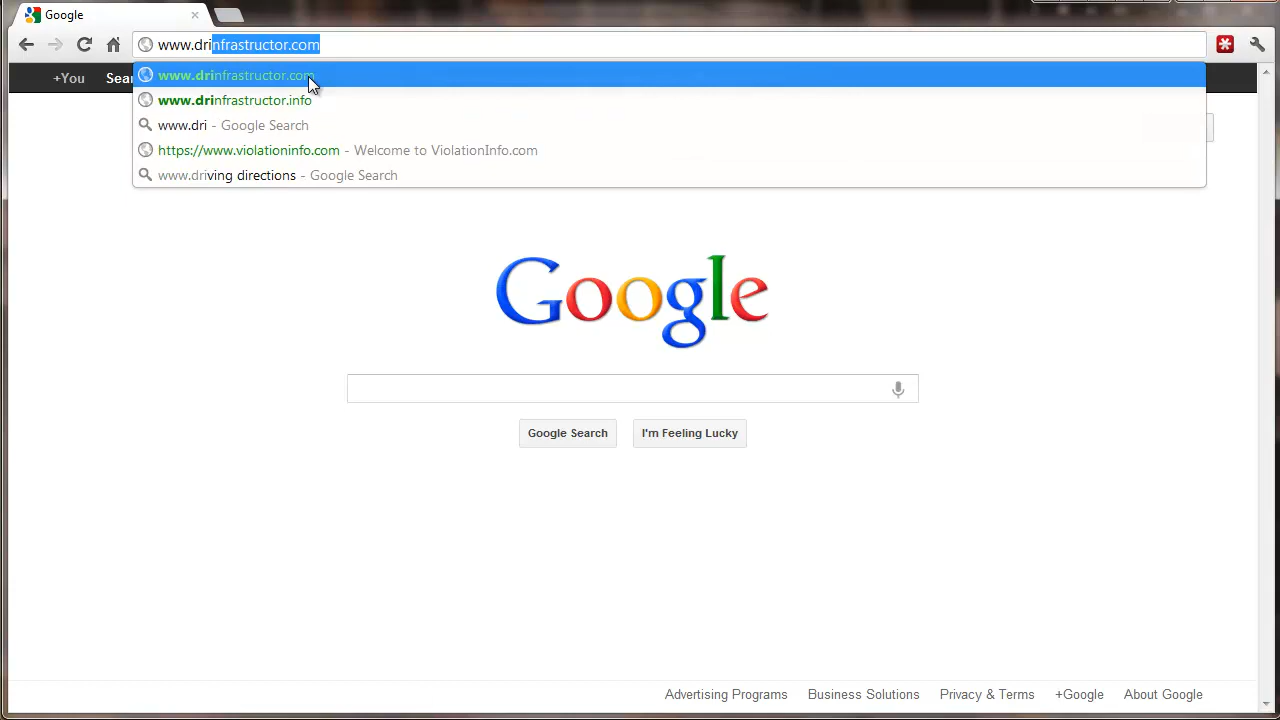 Google
www.drinfrastructor.com
+You
www.drinfrastructor.com
www.drinfrastructor.info
www.dri - Google Search
https://www.violationinfo.com - Welcome to ViolationInfo.com
www.driving directions - Google Search
Google
Google Search
I'm Feeling Lucky
Advertising Programs
Business Solutions
Privacy & Terms
+Google
About Google